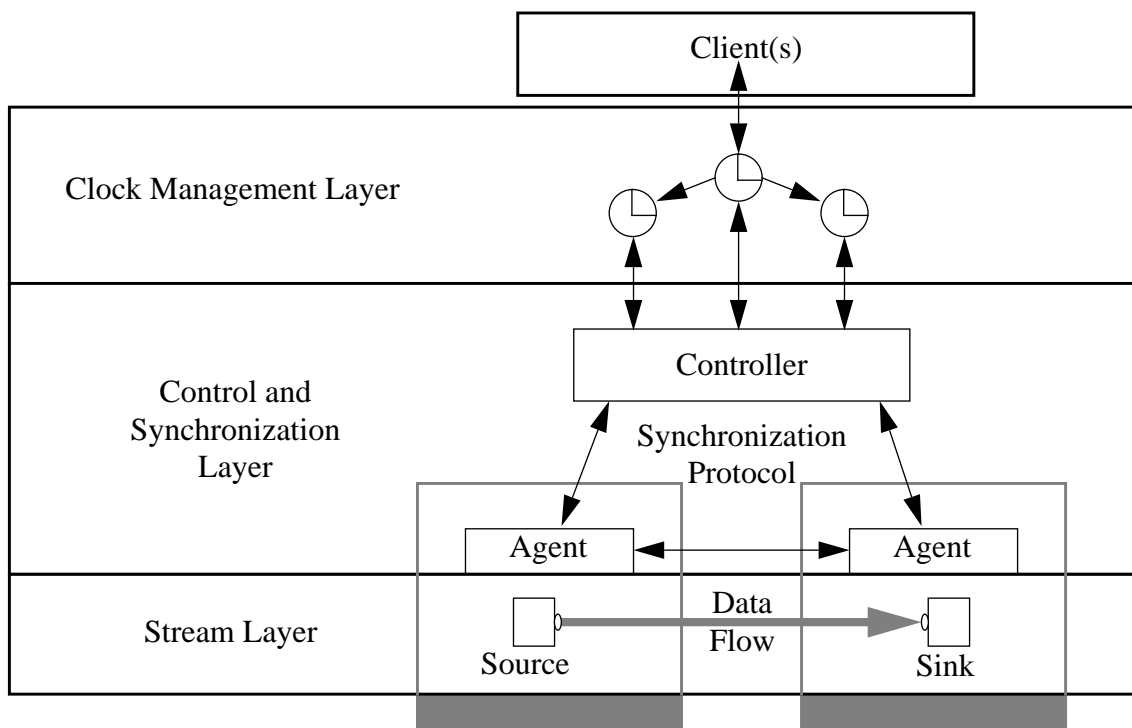 Client(s)
Clock Management Layer
Controller
Control and
Synchronization
Layer
Synchronization
Protocol
Agent
Agent
Stream Layer
Data
Flow
Source
Sink